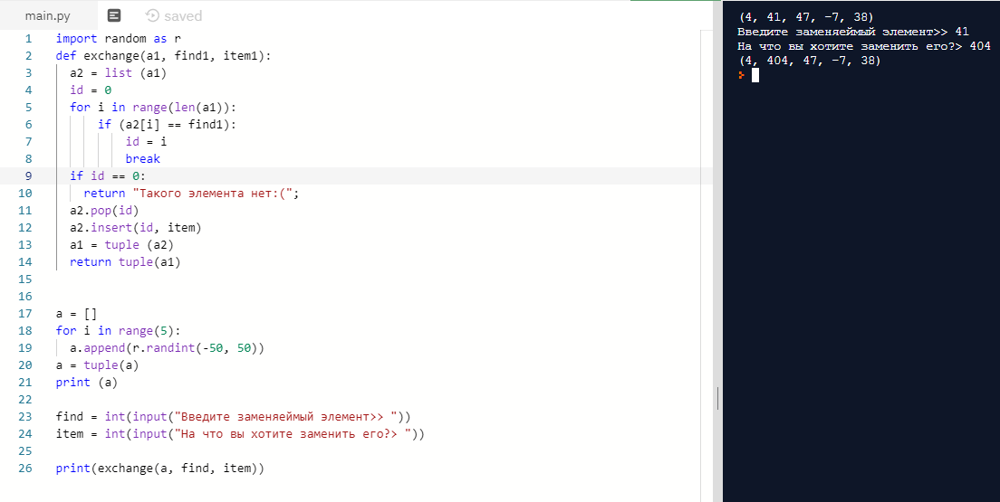 main.py
saved
1 import random as r
2 def exchange(a1, find1, item1):
3 a2 = list (a1)
4 id = 0
5 for i in range(len(a1)):
6 if (a2[i] == find1):
7 id = i
8 break
9 if id == 0:
10 return "Такого элемента нет:(";
11 a2.pop(id)
12 a2.insert(id, item)
13 a1 = tuple (a2)
14 return tuple(a1)
15
16
17 a = []
18 for i in range(5):
19 a.append(r.randint(-50, 50))
20 a = tuple(a)
21 print (a)
22
23 find = int(input("Введите заменяеймый элемент>> "))
24 item = int(input("На что вы хотите заменить его?> "))
25
26 print(exchange(a, find, item))
(4, 41, 47, -7, 38)
Введите заменяеймый элемент>> 41
На что вы хотите заменить его?> 404
(4, 404, 47, -7, 38)